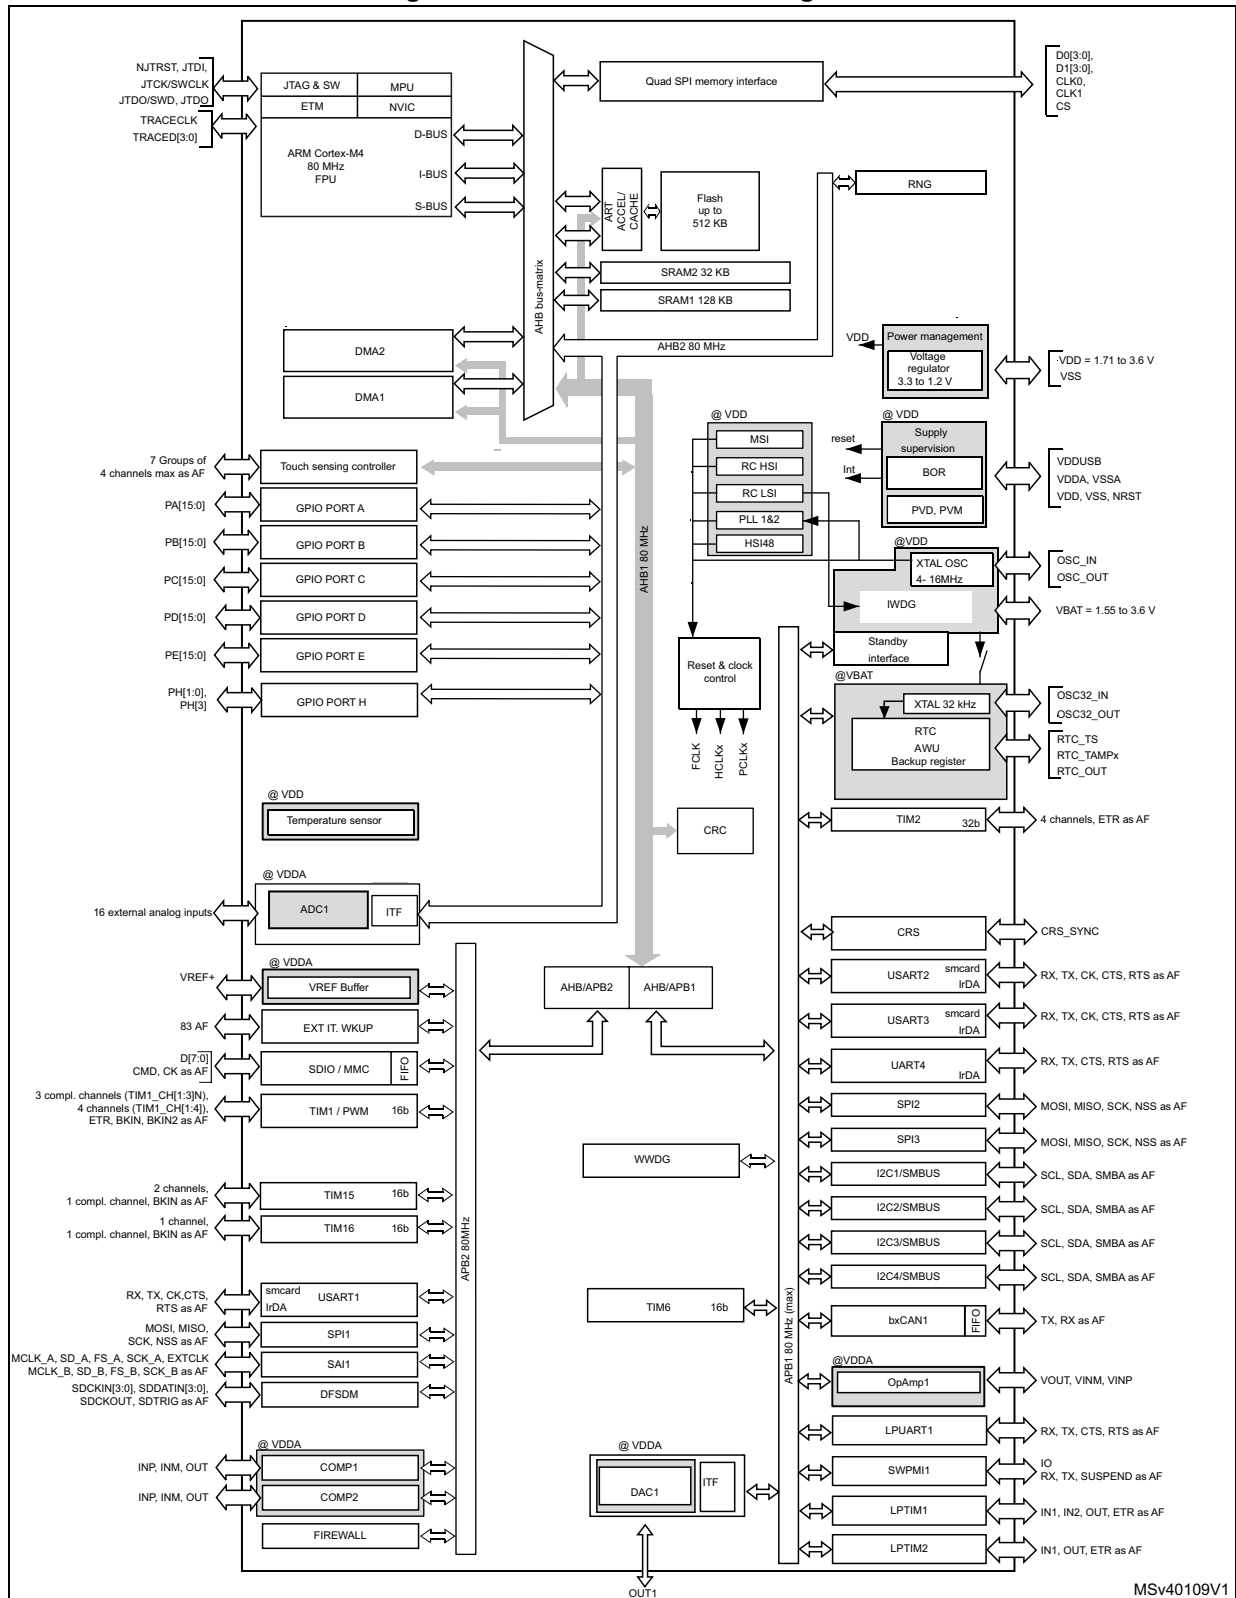 NJTRST, JTDI,
JTCK/SWCLK
JTDO/SWD, JTDO
TRACECLK
TRACED[3:0]
JTAG & SW
MPU
ETM
NVIC
ARM Cortex-M4
80 MHz
FPU
D-BUS
I-BUS
S-BUS
AHB bus-matrix
Quad SPI memory interface
D0[3:0],
D1[3:0],
CLK0,
CLK1
CS
ART
ACCEL/
CACHE
Flash
up to
512 KB
RNG
SRAM2 32 KB
SRAM1 128 KB
AHB2 80 MHz
DMA2
DMA1
VDD
Power management
Voltage
regulator
3.3 to 1.2 V
VDD = 1.71 to 3.6 V
VSS
@ VDD
MSI
RC HSI
RC LSI
PLL 1&2
HSI48
@ VDD
reset
Int
Supply
supervision
BOR
PVD, PVM
VDDUSB
VDDA, VSSA
VDD, VSS, NRST
7 Groups of
4 channels max as AF
Touch sensing controller
PA[15:0]
GPIO PORT A
PB[15:0]
GPIO PORT B
PC[15:0]
GPIO PORT C
PD[15:0]
GPIO PORT D
PE[15:0]
GPIO PORT E
PH[1:0],
PH[3]
GPIO PORT H
AHB1 80 MHz
@VDD
XTAL OSC
4- 16MHz
IWDG
OSC_IN
OSC_OUT
VBAT = 1.55 to 3.6 V
Standby
interface
Reset & clock
control
FCLK
HCLKx
PCLKx
@VBAT
XTAL 32 kHz
RTC
AWU
Backup register
OSC32_IN
OSC32_OUT
RTC_TS
RTC_TAMPx
RTC_OUT
@ VDD
Temperature sensor
CRC
TIM2
32b
4 channels, ETR as AF
@ VDDA
16 external analog inputs
ADC1
ITF
CRS
CRS_SYNC
VREF+
@ VDDA
VREF Buffer
AHB/APB2
AHB/APB1
USART2
smcard
IrDA
RX, TX, CK, CTS, RTS as AF
83 AF
EXT IT. WKUP
USART3
smcard
IrDA
RX, TX, CK, CTS, RTS as AF
D[7:0]
CMD, CK as AF
SDIO / MMC
FIFO
UART4
IrDA
RX, TX, CTS, RTS as AF
3 compl. channels (TIM1_CH[1:3]N),
4 channels (TIM1_CH[1:4]),
ETR, BKIN, BKIN2 as AF
TIM1 / PWM
16b
SPI2
MOSI, MISO, SCK, NSS as AF
SPI3
MOSI, MISO, SCK, NSS as AF
WWDG
I2C1/SMBUS
SCL, SDA, SMBA as AF
2 channels,
1 compl. channel, BKIN as AF
TIM15
16b
I2C2/SMBUS
SCL, SDA, SMBA as AF
1 channel,
1 compl. channel, BKIN as AF
TIM16
16b
APB2 80MHz
I2C3/SMBUS
SCL, SDA, SMBA as AF
I2C4/SMBUS
SCL, SDA, SMBA as AF
RX, TX, CK,CTS,
RTS as AF
smcard
IrDA
USART1
TIM6
16b
APB1 80 MHz (max)
bxCAN1
FIFO
TX, RX as AF
MOSI, MISO,
SCK, NSS as AF
SPI1
MCLK_A, SD_A, FS_A, SCK_A, EXTCLK
MCLK_B, SD_B, FS_B, SCK_B as AF
SAI1
@VDDA
OpAmp1
VOUT, VINM, VINP
SDCKIN[3:0], SDDATIN[3:0],
SDCKOUT, SDTRIG as AF
DFSDM
LPUART1
RX, TX, CTS, RTS as AF
@ VDDA
INP, INM, OUT
COMP1
INP, INM, OUT
COMP2
@ VDDA
DAC1
ITF
SWPMI1
IO
RX, TX, SUSPEND as AF
LPTIM1
IN1, IN2, OUT, ETR as AF
FIREWALL
LPTIM2
IN1, OUT, ETR as AF
OUT1
MSv40109V1